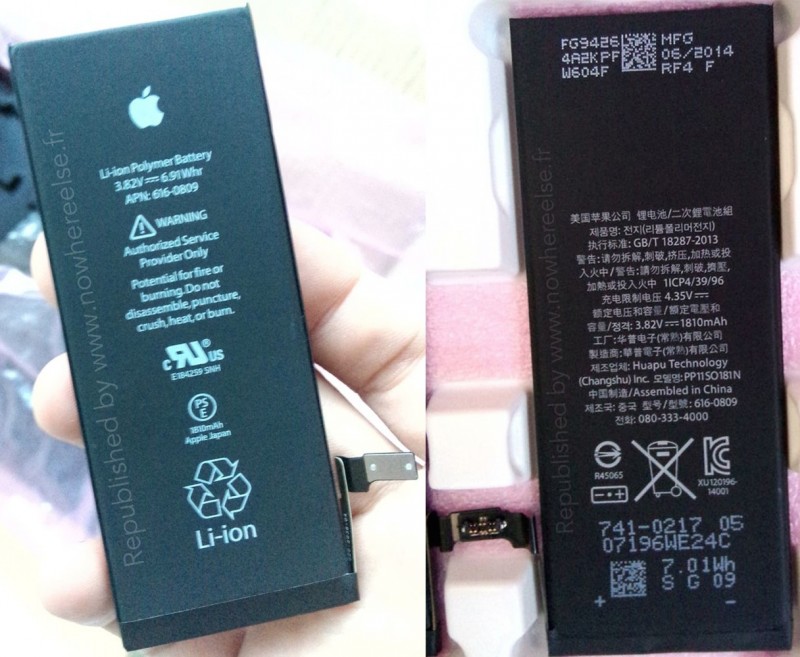 Li-ion Polymer Battery
3.82V⎓ 6.91Whr
APN: 616-0809
WARNING
Authorized Service
Provider Only
Potential for fire or
burning. Do not
disassemble, puncture,
crush, heat, or burn.
c RU US
E184259 SNH
PS
E
1810mAh
Apple Japan
Li-ion
Republished by www.nowhereelse.fr
FG9426 MFG
4A2KPF 06/2014
W604F RF4 F
美国苹果公司 锂电池/二次鋰電池組
제품명: 전지(리튬폴리머전지)
执行标准: GB/T 18287-2013
警告:请勿拆解,刺破,挤压,加热或投
入火中/警告:請勿拆解,刺破,擠壓,
加熱或投入火中 1ICP4/39/96
充电限制电压 4.35V⎓
额定电压和容量/額定電壓和
容量/정격: 3.82V⎓1810mAh
工厂: 华普电子(常熟)有限公司
製造商: 華普電子(常熟)有限公司
제조업체: Huapu Technology
(Changshu) Inc. 모델명: PP11SO181N
中国制造/Assembled in China
제조국: 중국 型号/型號: 616-0809
전화: 080-333-4000
R45065
XU120196-
14001
741-0217 05
07196WE24C
7.01Wh
S G 09
+ −
Republished by www.nowhereelse.fr